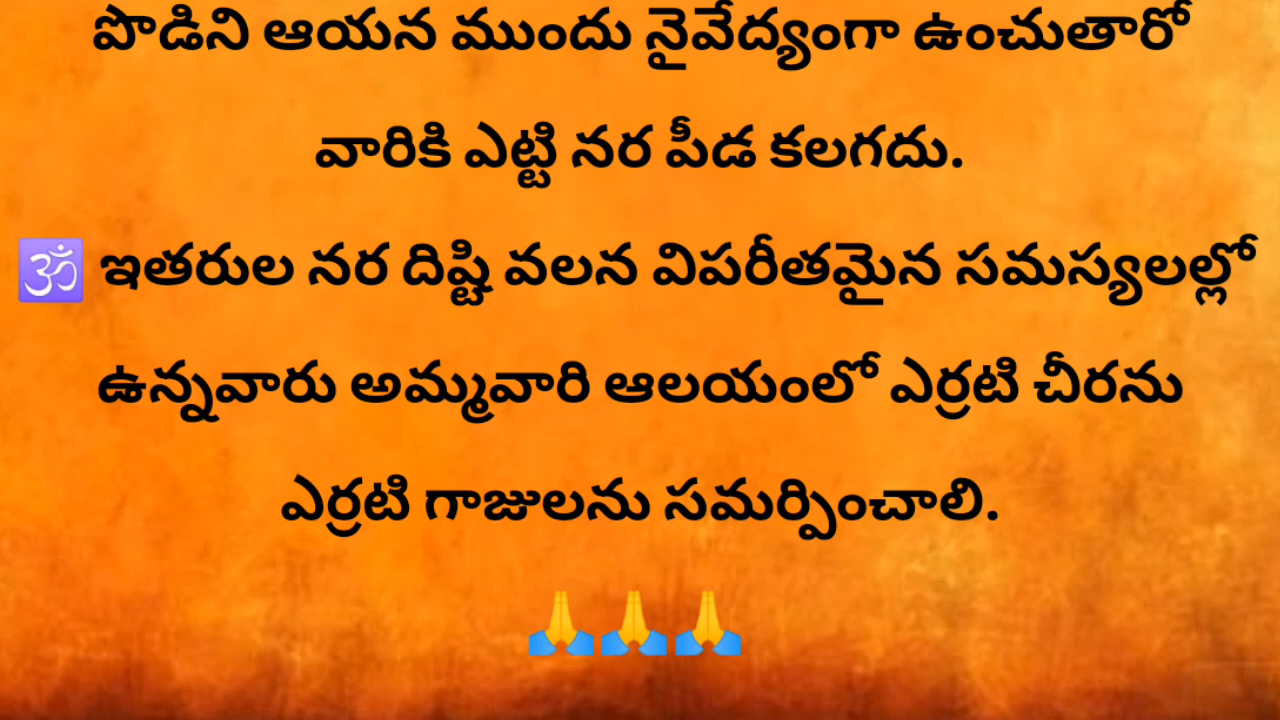 పొడిని ఆయన ముందు నైవేద్యంగా ఉంచుతారో
వారికి ఎట్టి నర పీడ కలగదు.
🕉 ఇతరుల నర దిష్టి వలన విపరీతమైన సమస్యలల్లో
ఉన్నవారు అమ్మవారి ఆలయంలో ఎర్రటి చీరను
ఎర్రటి గాజులను సమర్పించాలి.
🙏🙏🙏